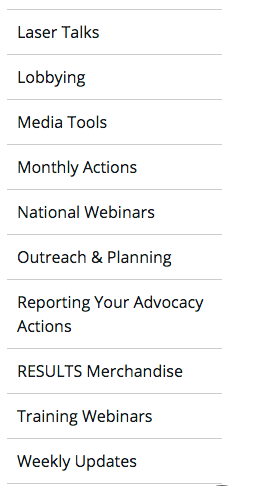 Laser Talks
Lobbying
Media Tools
Monthly Actions
National Webinars
Outreach & Planning
Reporting Your Advocacy
Actions
RESULTS Merchandise
Training Webinars
Weekly Updates